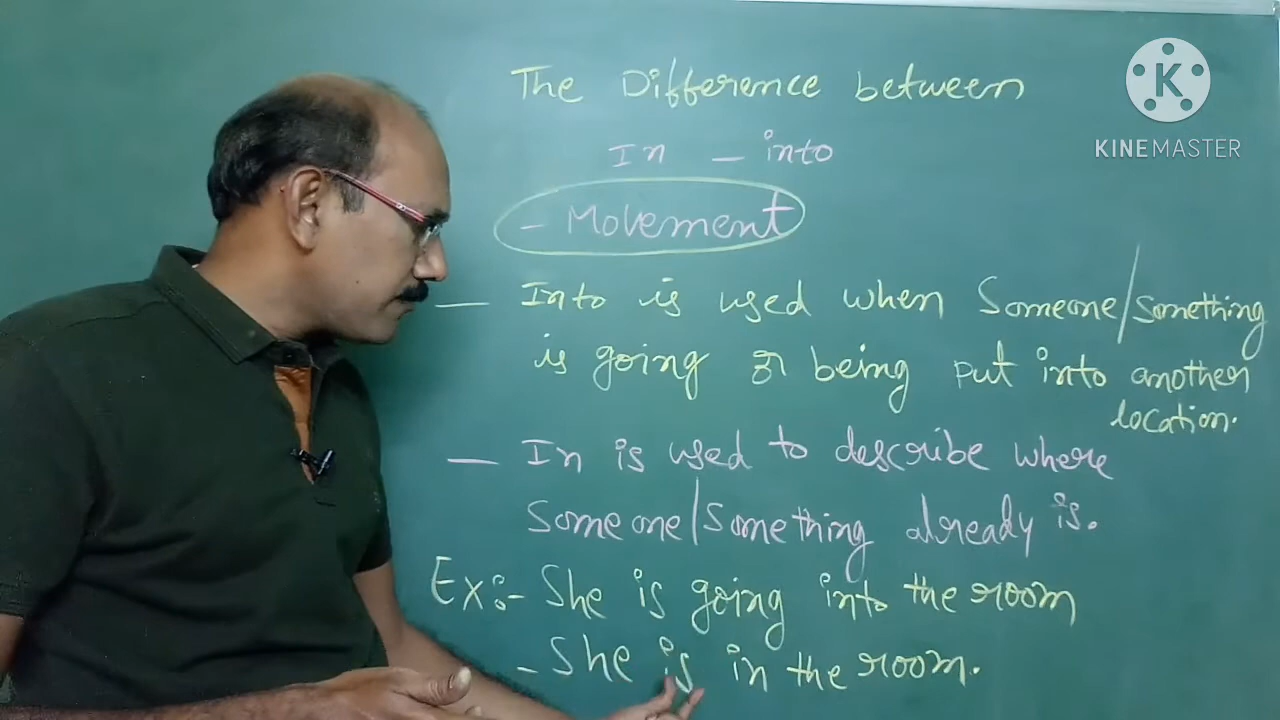 The Difference between
In - into
- Movement
- Into is used when Someone/something
is going or being put into another
location.
- In is used to describe where
Someone/Something already is.
Ex:- She is going into the room
- She is in the room.
K
KINEMASTER